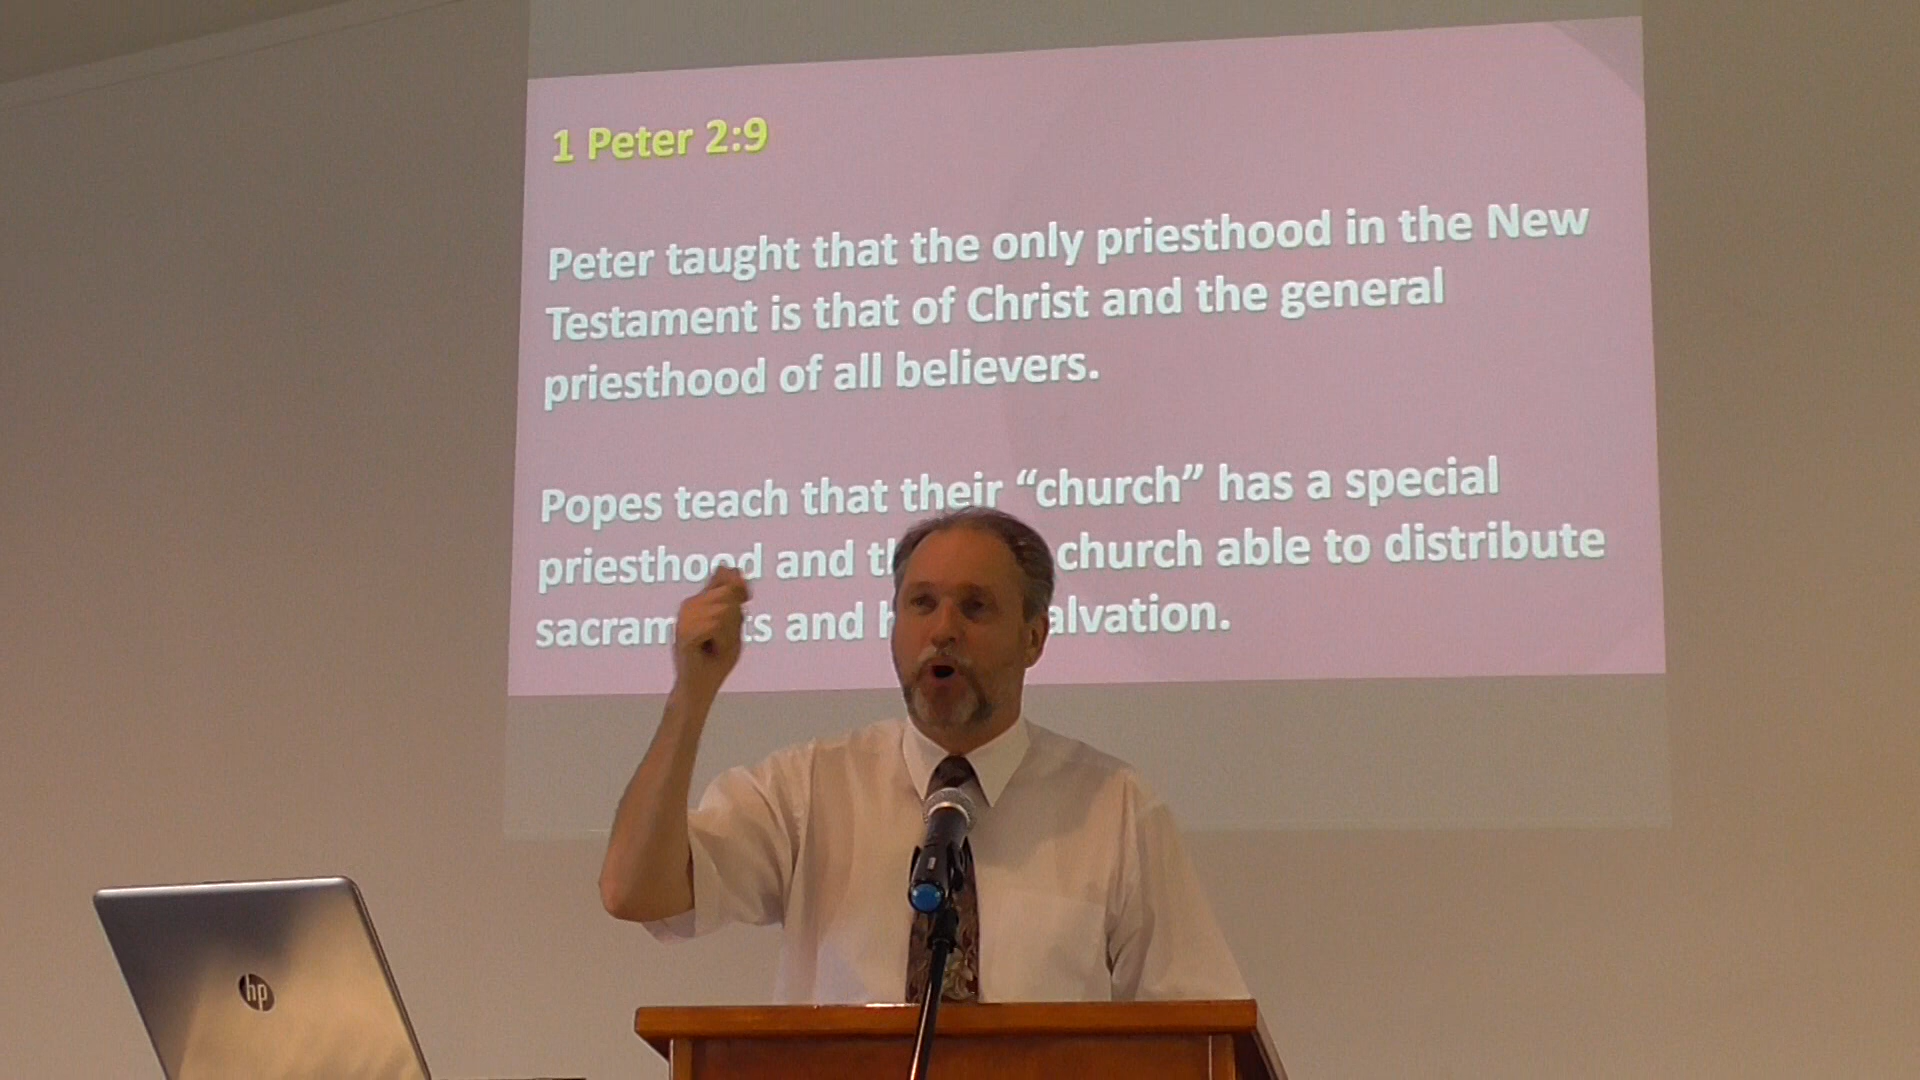 1 Peter 2:9
Peter taught that the only priesthood in the New
Testament is that of Christ and the general
priesthood of all believers.
Popes teach that their “church” has a special
priesthood and church able to distribute
and
hp